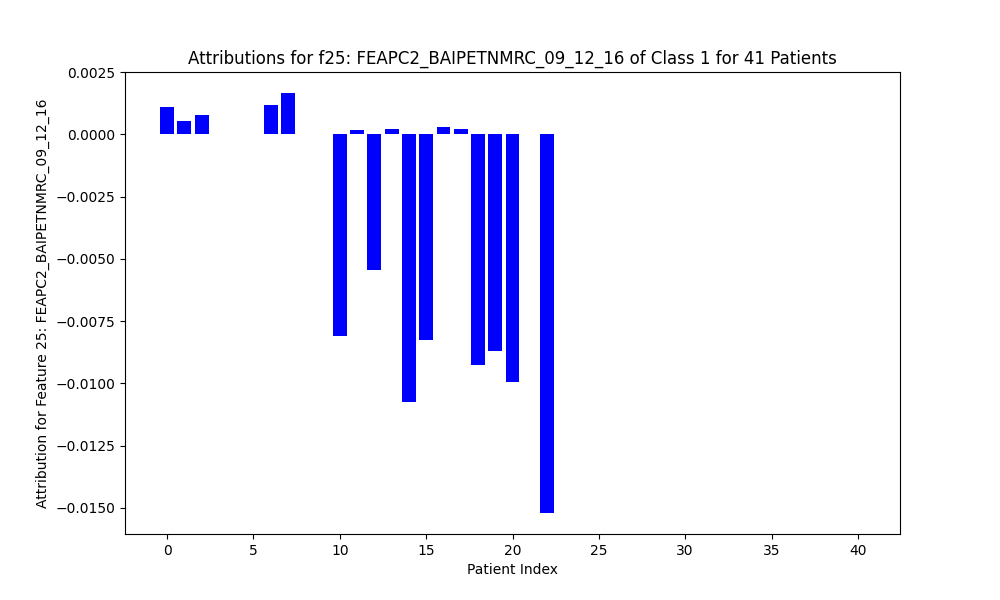 Attributions for f25: FEAPC2_BAIPETNMRC_09_12_16 of Class 1 for 41 Patients
Attribution for Feature 25: FEAPC2_BAIPETNMRC_09_12_16
0.0025
0.0000
−0.0025
−0.0050
−0.0075
−0.0100
−0.0125
−0.0150
0 5 10 15 20 25 30 35 40
Patient Index